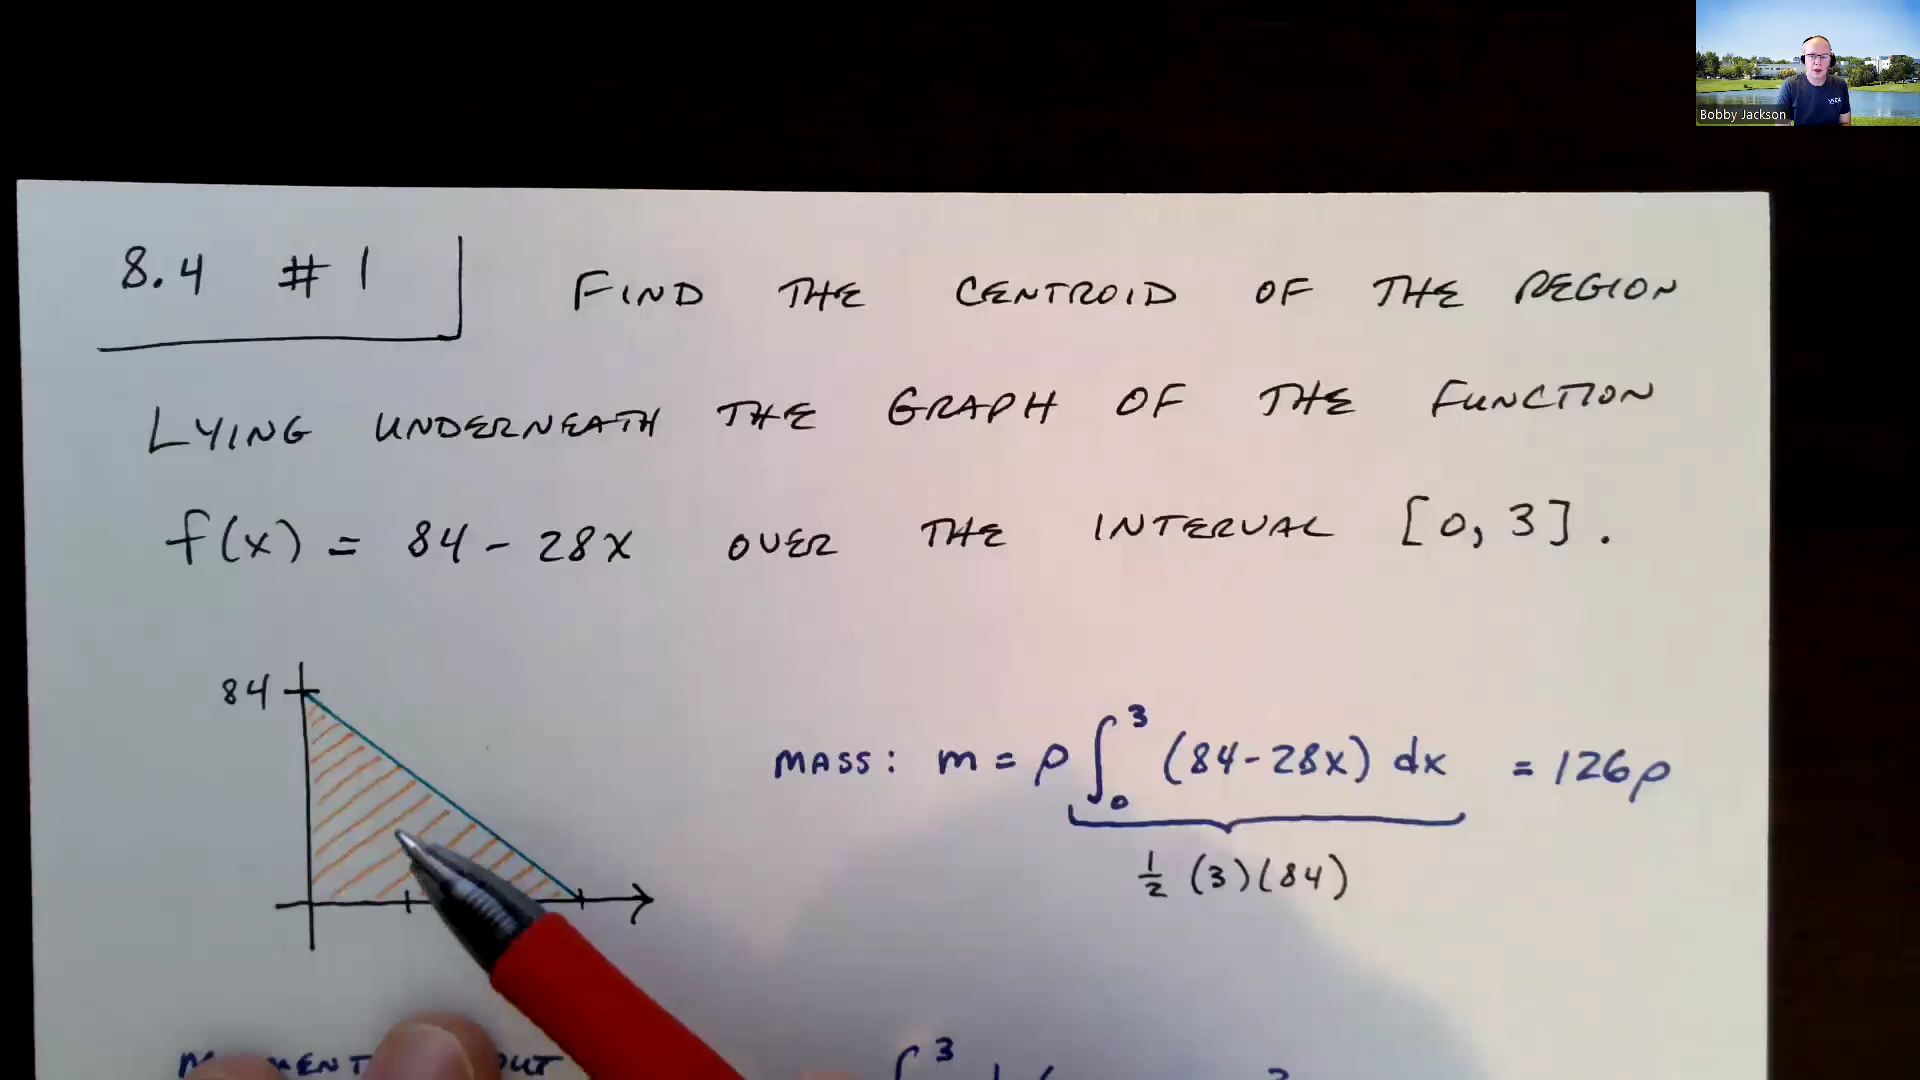 Bobby Jackson
8.4 # 1
FIND THE CENTROID OF THE REGION
LYING UNDERNEATH THE GRAPH OF THE FUNCTION
f(x) = 84 - 28x OVER THE INTERVAL [0, 3].
84
MASS: m = ρ∫₀³ (84-28x) dx = 126ρ
½ (3)(84)